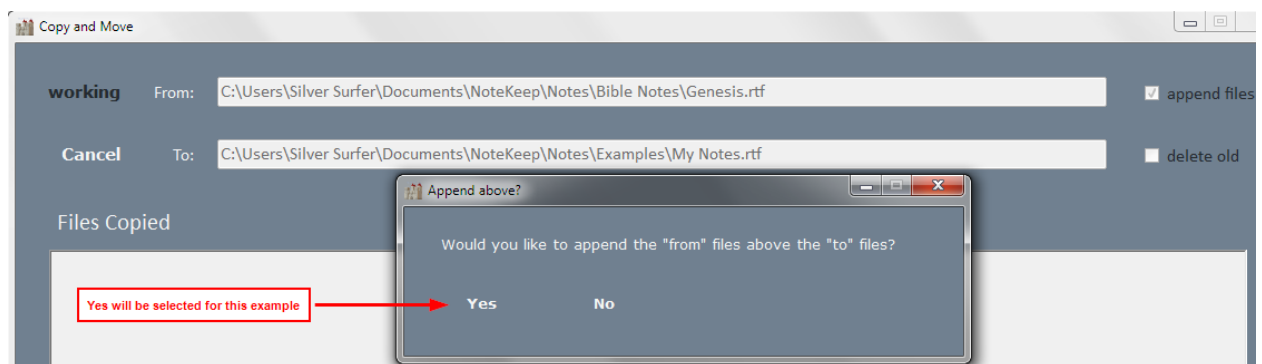 Copy and Move
working From: C:\Users\Silver Surfer\Documents\NoteKeep\Notes\Bible Notes\Genesis.rtf append files
Cancel To: C:\Users\Silver Surfer\Documents\NoteKeep\Notes\Examples\My Notes.rtf delete old
Append above?
Files Copied
Would you like to append the "from" files above the "to" files?
Yes will be selected for this example
Yes No